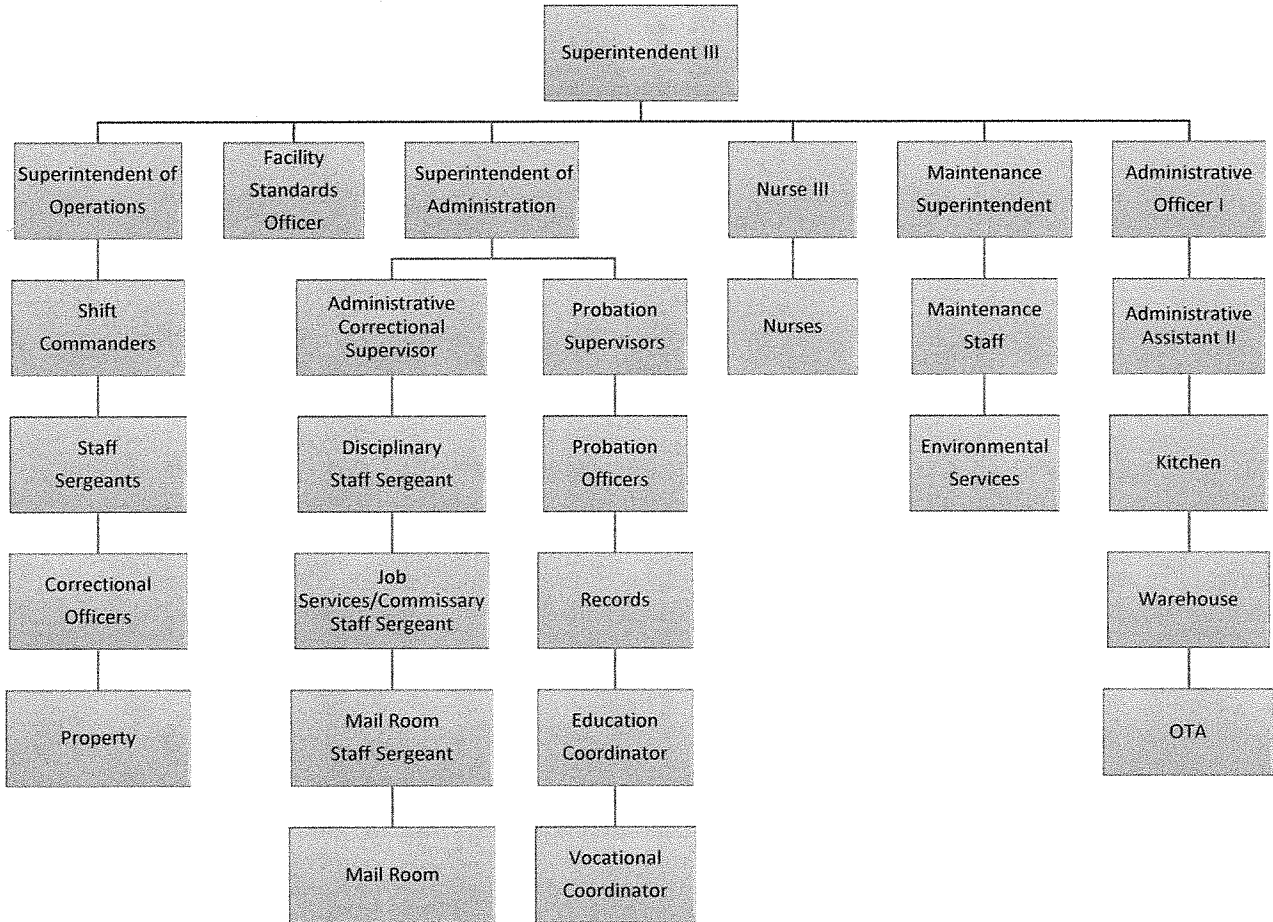 Superintendent III
Superintendent of
Operations
Facility
Standards
Officer
Superintendent of
Administration
Nurse III
Maintenance
Superintendent
Administrative
Officer I
Shift
Commanders
Administrative
Correctional
Supervisor
Probation
Supervisors
Nurses
Maintenance
Staff
Administrative
Assistant II
Staff
Sergeants
Disciplinary
Staff Sergeant
Probation
Officers
Environmental
Services
Kitchen
Correctional
Officers
Job
Services/Commissary
Staff Sergeant
Records
Warehouse
Property
Mail Room
Staff Sergeant
Education
Coordinator
OTA
Mail Room
Vocational
Coordinator